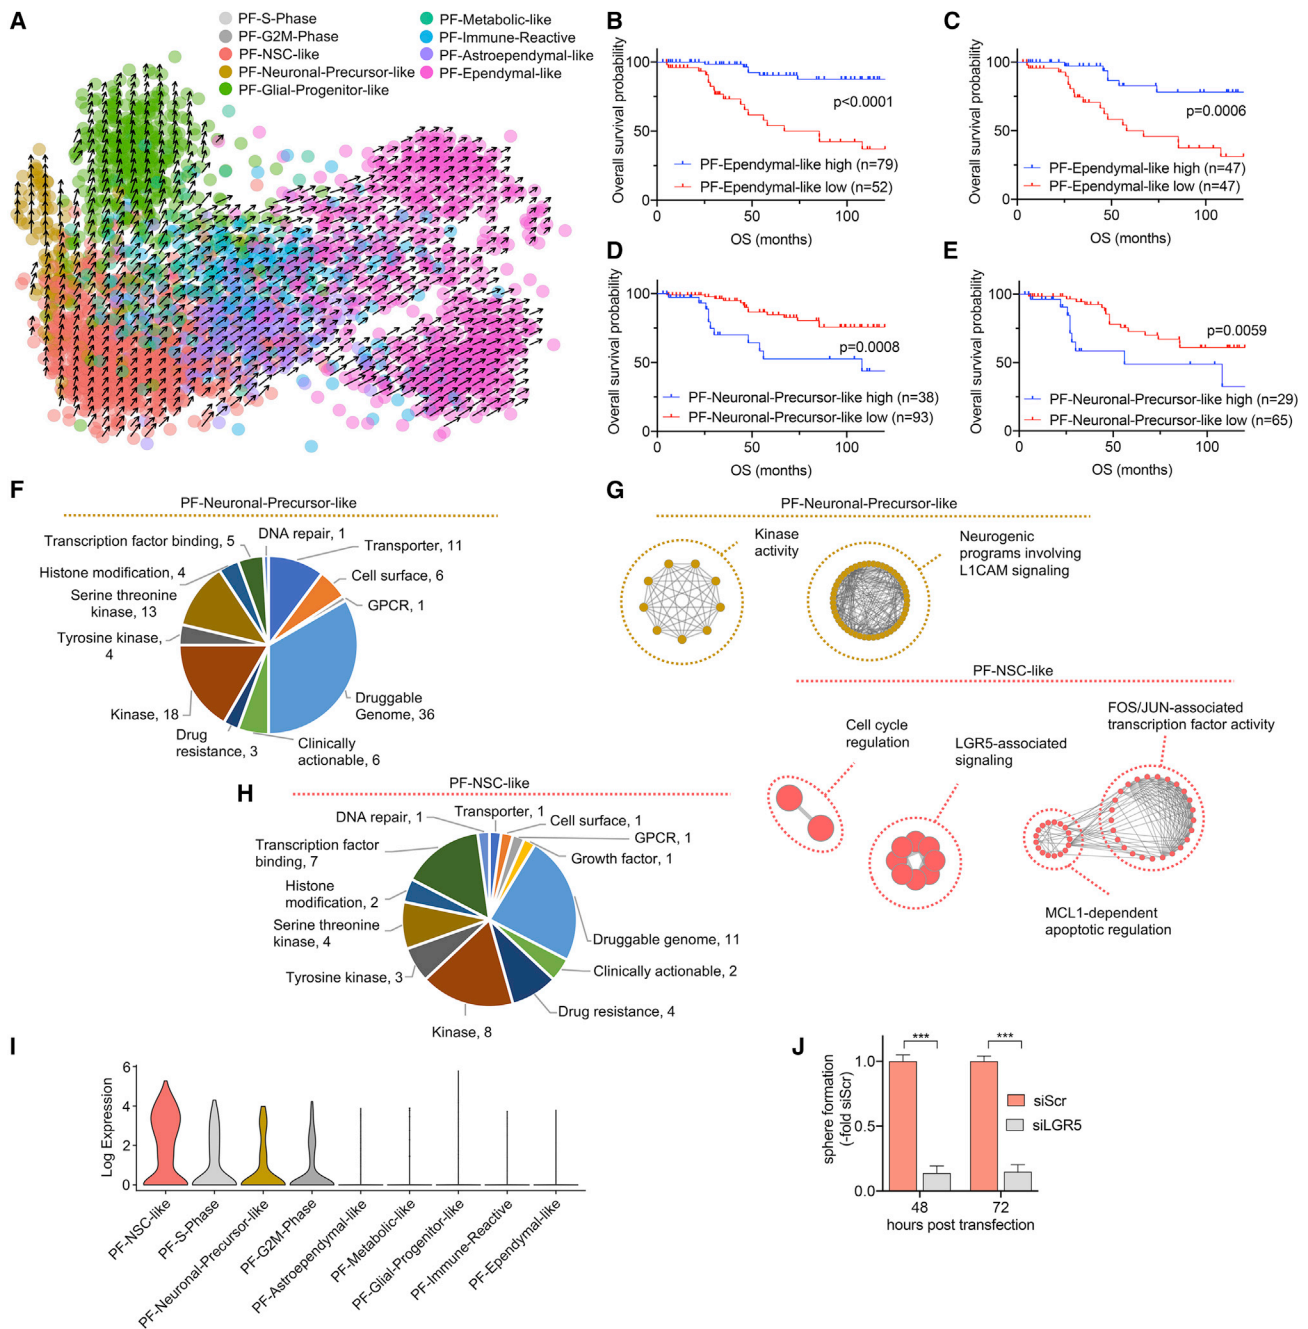 A
PF-S-Phase
PF-G2M-Phase
PF-NSC-like
PF-Neuronal-Precursor-like
PF-Glial-Progenitor-like
PF-Metabolic-like
PF-Immune-Reactive
PF-Astroependymal-like
PF-Ependymal-like
B
Overall survival probability
100
50
0
p<0.0001
PF-Ependymal-like high (n=79)
PF-Ependymal-like low (n=52)
0
50
100
OS (months)
C
Overall survival probability
100
50
0
p=0.0006
PF-Ependymal-like high (n=47)
PF-Ependymal-like low (n=47)
0
50
100
OS (months)
D
Overall survival probability
100
50
0
p=0.0008
PF-Neuronal-Precursor-like high (n=38)
PF-Neuronal-Precursor-like low (n=93)
0
50
100
OS (months)
E
Overall survival probability
100
50
0
p=0.0059
PF-Neuronal-Precursor-like high (n=29)
PF-Neuronal-Precursor-like low (n=65)
0
50
100
OS (months)
F
PF-Neuronal-Precursor-like
DNA repair, 1
Transcription factor binding, 5
Transporter, 11
Histone modification, 4
Cell surface, 6
Serine threonine
kinase, 13
GPCR, 1
Tyrosine kinase,
4
Druggable
Genome, 36
Kinase, 18
Drug
resistance, 3
Clinically
actionable, 6
G
PF-Neuronal-Precursor-like
Kinase
activity
Neurogenic
programs involving
L1CAM signaling
PF-NSC-like
Cell cycle
regulation
LGR5-associated
signaling
FOS/JUN-associated
transcription factor activity
MCL1-dependent
apoptotic regulation
H
PF-NSC-like
DNA repair, 1
Transporter, 1
Cell surface, 1
GPCR, 1
Growth factor, 1
Transcription factor
binding, 7
Histone
modification, 2
Serine threonine
kinase, 4
Druggable genome, 11
Tyrosine kinase, 3
Clinically actionable, 2
Drug resistance, 4
Kinase, 8
I
Log Expression
6
4
2
0
PF-NSC-like
PF-S-Phase
PF-Neuronal-Precursor-like
PF-G2M-Phase
PF-Astroependymal-like
PF-Metabolic-like
PF-Glial-Progenitor-like
PF-Immune-Reactive
PF-Ependymal-like
J
sphere formation
(-fold siScr)
1.0
0.5
0.0
***
***
siScr
siLGR5
48
72
hours post transfection